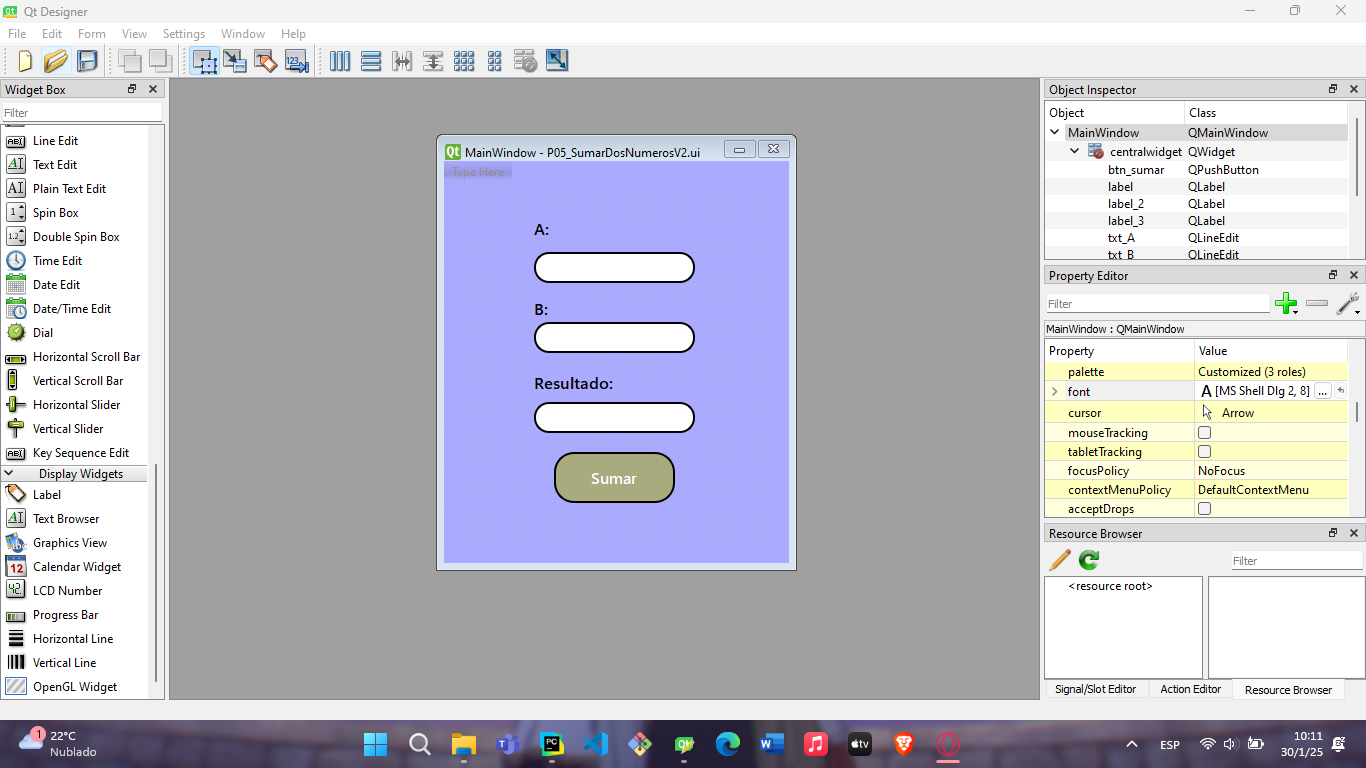 Qt Designer
File Edit Form View Settings Window Help
Widget Box
Filter
Line Edit
Text Edit
Plain Text Edit
Spin Box
Double Spin Box
Time Edit
Date Edit
Date/Time Edit
Dial
Horizontal Scroll Bar
Vertical Scroll Bar
Horizontal Slider
Vertical Slider
Key Sequence Edit
Display Widgets
Label
Text Browser
Graphics View
Calendar Widget
LCD Number
Progress Bar
Horizontal Line
Vertical Line
OpenGL Widget
MainWindow - P05_SumarDosNumerosV2.ui
Type Here
A:
B:
Resultado:
Sumar
Object Inspector
Object Class
MainWindow QMainWindow
centralwidget QWidget
btn_sumar QPushButton
label QLabel
label_2 QLabel
label_3 QLabel
txt_A QLineEdit
txt_B QLineEdit
Property Editor
Filter
MainWindow : QMainWindow
Property Value
palette Customized (3 roles)
font A [MS Shell Dlg 2, 8] ...
cursor Arrow
mouseTracking
tabletTracking
focusPolicy NoFocus
contextMenuPolicy DefaultContextMenu
acceptDrops
Resource Browser
Filter
<resource root>
Signal/Slot Editor Action Editor Resource Browser
1
22°C
Nublado
ESP
10:11
30/1/25